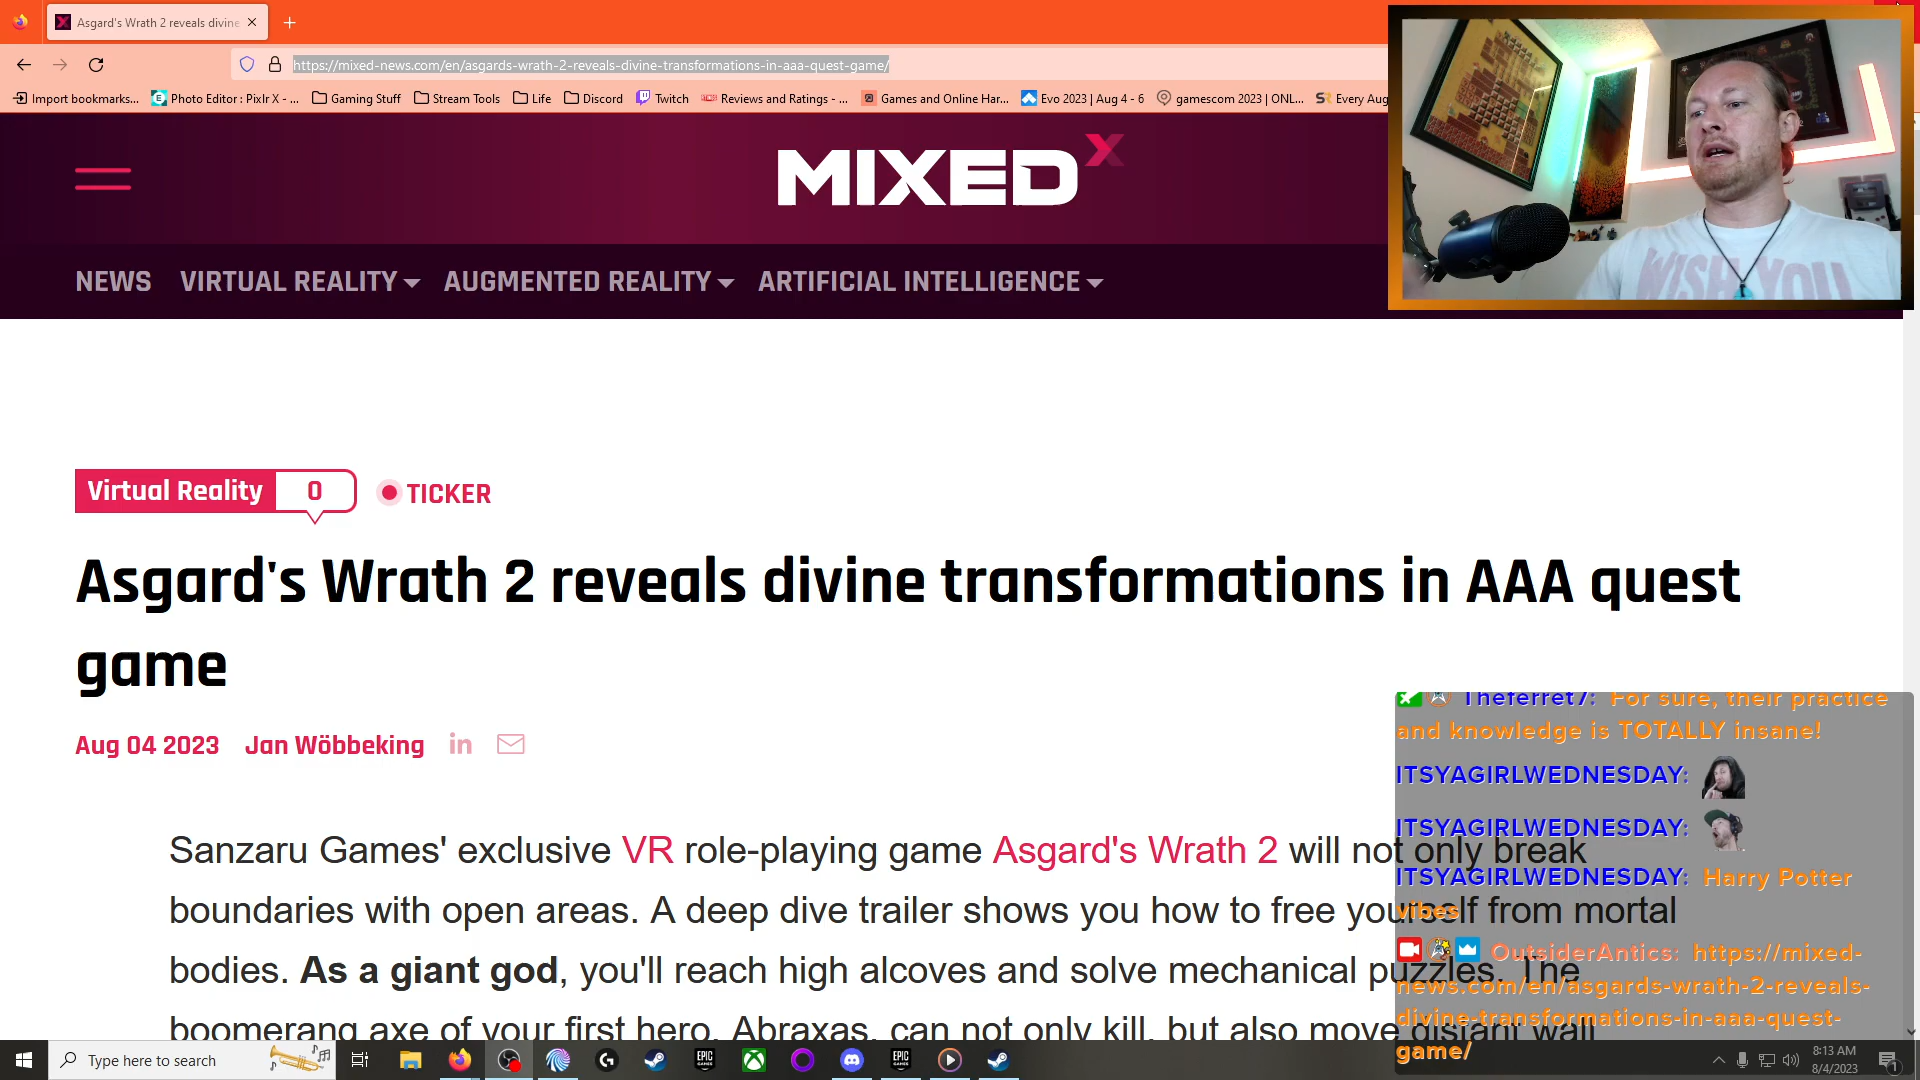 Asgard's Wrath 2 reveals divine
https://mixed-news.com/en/asgards-wrath-2-reveals-divine-transformations-in-aaa-quest-game/
Import bookmarks... Photo Editor : Pixlr X - ... Gaming Stuff Stream Tools Life Discord Twitch Reviews and Ratings - ... Games and Online Har... Evo 2023 | Aug 4 - 6 gamescom 2023 | ONL... Every Aug
MIXED X
NEWS VIRTUAL REALITY AUGMENTED REALITY ARTIFICIAL INTELLIGENCE
WISH YOU
Virtual Reality 0 TICKER
Asgard's Wrath 2 reveals divine transformations in AAA quest
game
Aug 04 2023 Jan Wöbbeking in
Sanzaru Games' exclusive VR role-playing game Asgard's Wrath 2 will not only break
boundaries with open areas. A deep dive trailer shows you how to free yourself from mortal
bodies. As a giant god, you'll reach high alcoves and solve mechanical puzzles. The
boomerang axe of your first hero, Abraxas, can not only kill, but also move distant wall
Theferret7: For sure, their practice
and knowledge is TOTALLY insane!
ITSYAGIRLWEDNESDAY:
ITSYAGIRLWEDNESDAY:
ITSYAGIRLWEDNESDAY: Harry Potter
vibes
OutsiderAntics: https://mixed-
news.com/en/asgards-wrath-2-reveals-
divine-transformations-in-aaa-quest-
game/
Type here to search
EPIC GAMES
EPIC GAMES
8:13 AM
8/4/2023
1